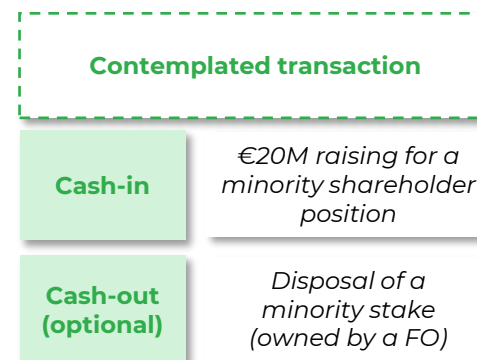 Contemplated transaction
Cash-in
€20M raising for a
minority shareholder
position
Cash-out
(optional)
Disposal of a
minority stake
(owned by a FO)